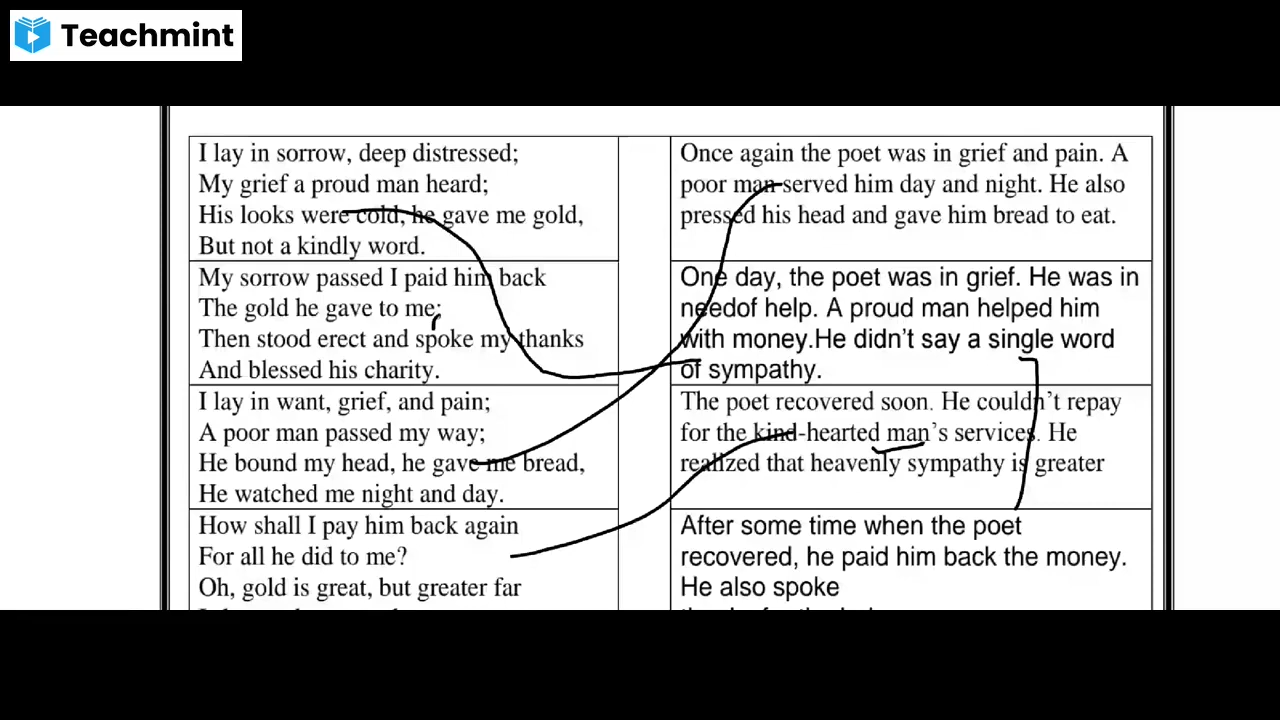 Teachmint
I lay in sorrow, deep distressed;
My grief a proud man heard;
His looks were cold, he gave me gold,
But not a kindly word.
My sorrow passed I paid him back
The gold he gave to me;
Then stood erect and spoke my thanks
And blessed his charity.
I lay in want, grief, and pain;
A poor man passed my way;
He bound my head, he gave me bread,
He watched me night and day.
How shall I pay him back again
For all he did to me?
Oh, gold is great, but greater far
Once again the poet was in grief and pain. A
poor man served him day and night. He also
pressed his head and gave him bread to eat.
One day, the poet was in grief. He was in
needof help. A proud man helped him
with money.He didn't say a single word
of sympathy.
The poet recovered soon. He couldn't repay
for the kind-hearted man's services. He
realized that heavenly sympathy is greater
After some time when the poet
recovered, he paid him back the money.
He also spoke